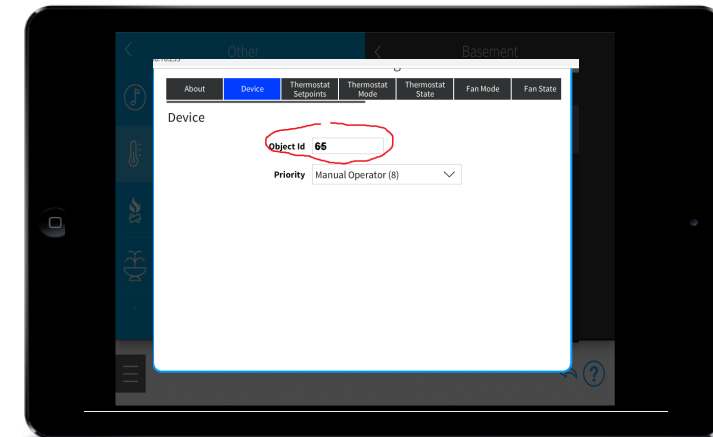 Other
Basement
About
Device
Thermostat
Setpoints
Thermostat
Mode
Thermostat
State
Fan Mode
Fan State
Device
Object Id 65
Priority Manual Operator (8)
?